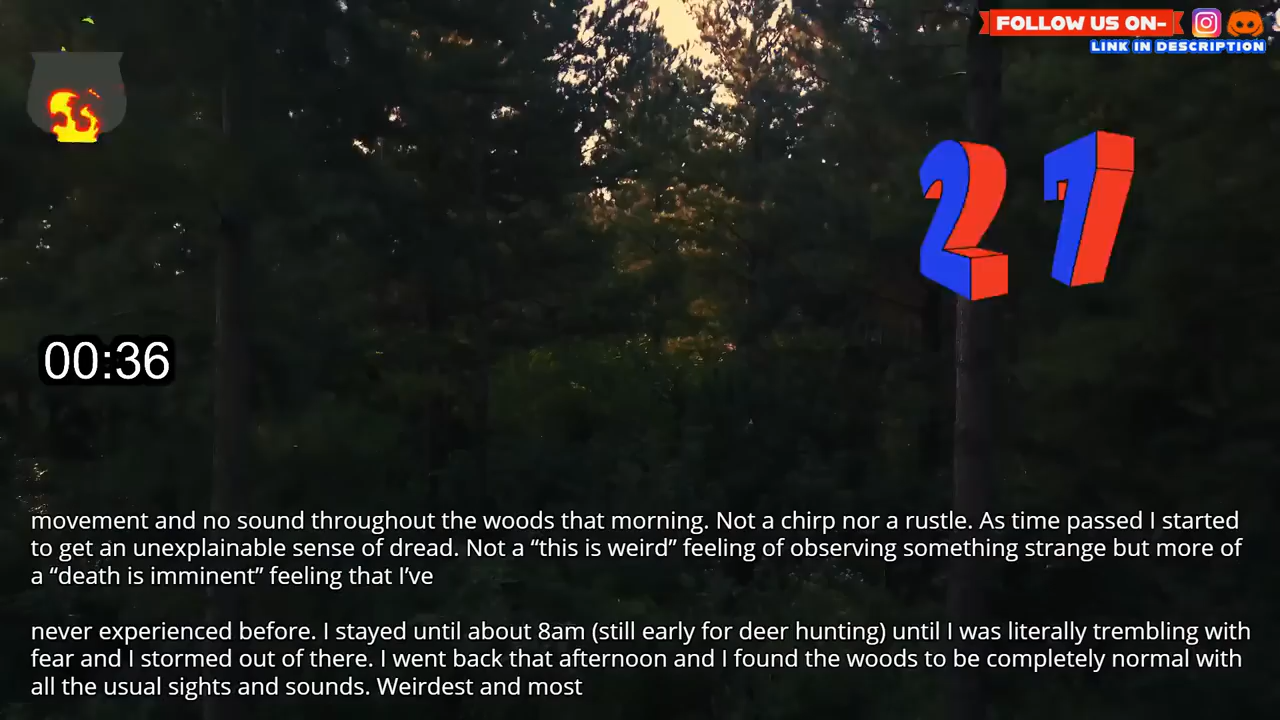 FOLLOW US ON-
LINK IN DESCRIPTION
27
00:36
movement and no sound throughout the woods that morning. Not a chirp nor a rustle. As time passed I started
to get an unexplainable sense of dread. Not a “this is weird” feeling of observing something strange but more of
a “death is imminent” feeling that I’ve
never experienced before. I stayed until about 8am (still early for deer hunting) until I was literally trembling with
fear and I stormed out of there. I went back that afternoon and I found the woods to be completely normal with
all the usual sights and sounds. Weirdest and most